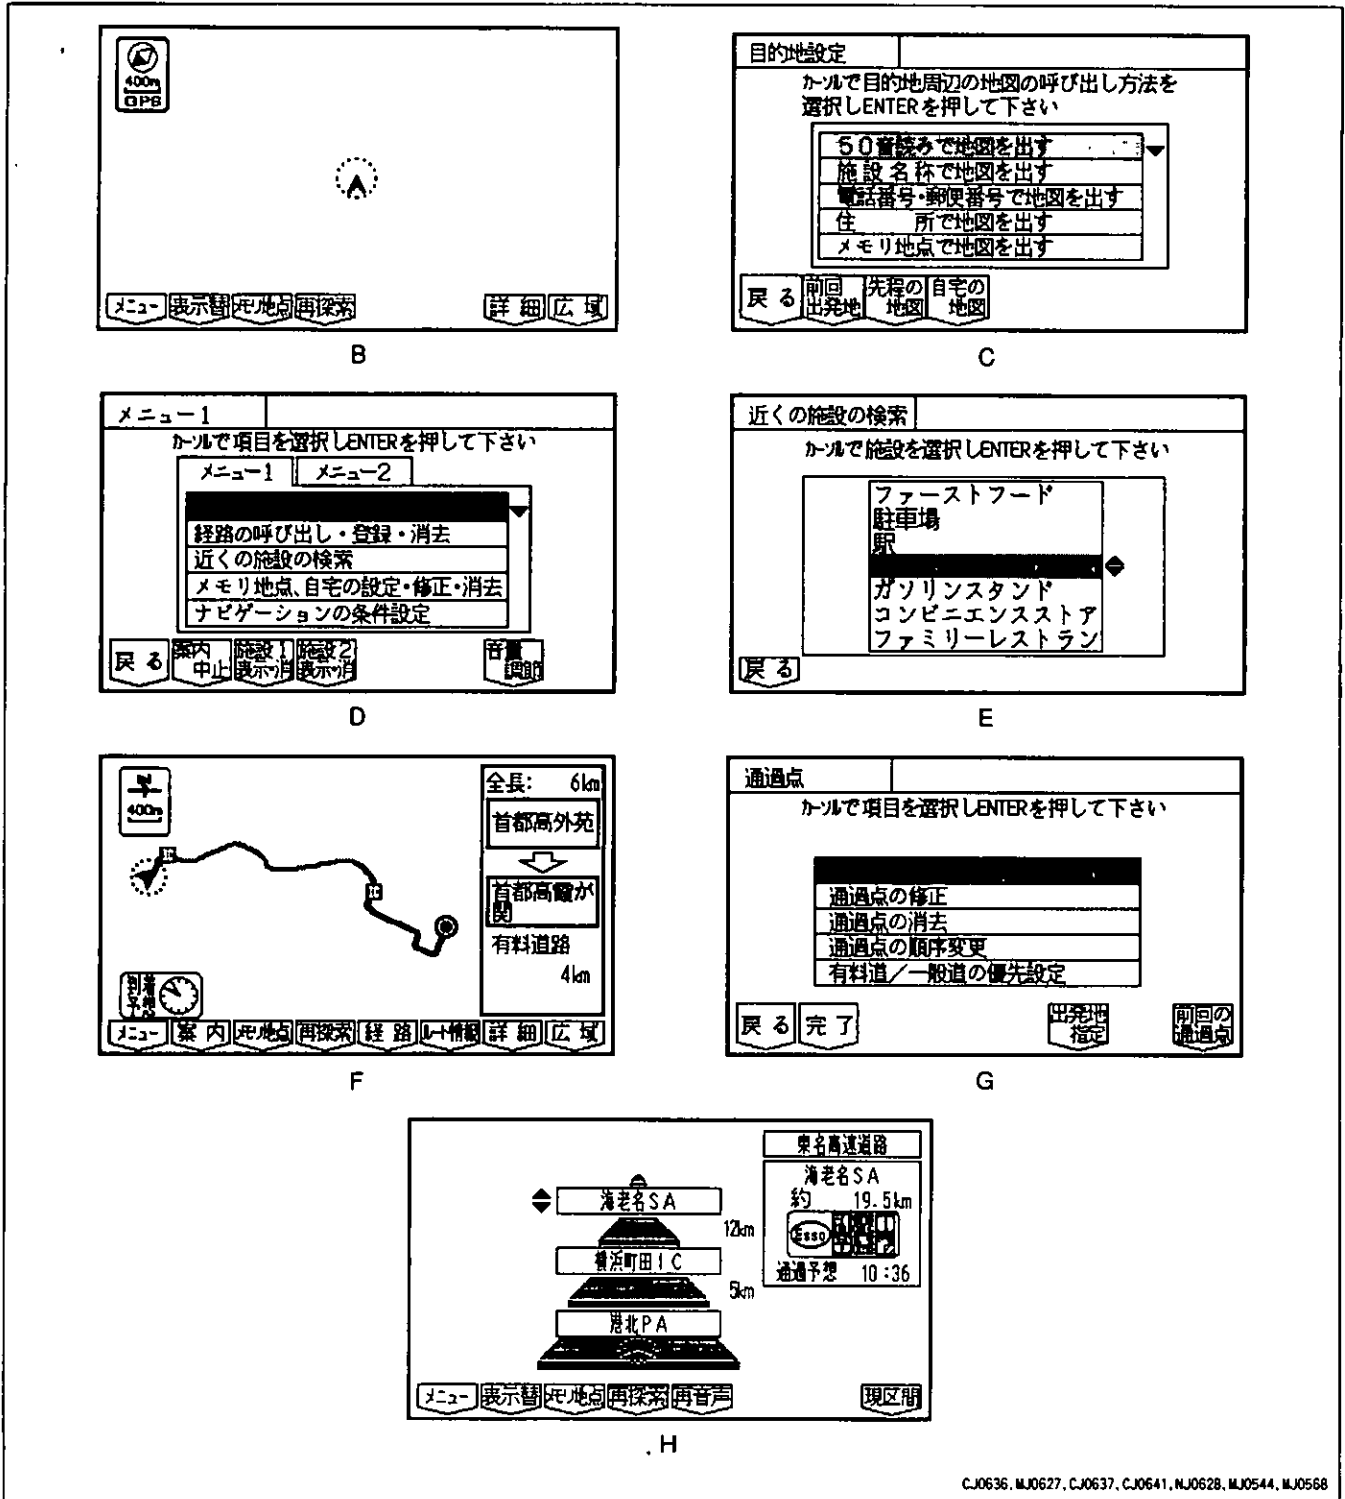 400m
GPS
メニュー 表示替 メモリ地点 再探索 詳細 広域
B
目的地設定
カーソルで目的地周辺の地図の呼び出し方法を
選択しENTERを押して下さい
50音読みで地図を出す
施設名称で地図を出す
電話番号・郵便番号で地図を出す
住　　所で地図を出す
メモリ地点で地図を出す
戻る 前回出発地 先程の地図 自宅の地図
C
メニュー1
カーソルで項目を選択しENTERを押して下さい
メニュー1 メニュー2
経路の呼び出し・登録・消去
近くの施設の検索
メモリ地点、自宅の設定・修正・消去
ナビゲーションの条件設定
戻る 案内中止 施設1表示・消 施設2表示・消 音量調節
D
近くの施設の検索
カーソルで施設を選択しENTERを押して下さい
ファーストフード
駐車場
駅
ガソリンスタンド
コンビニエンスストア
ファミリーレストラン
戻る
E
400m
全長: 6km
首都高外苑
首都高霞が
関
有料道路
4km
到着予想
メニュー 案内 メモリ地点 再探索 経路 ルート情報 詳細 広域
F
通過点
カーソルで項目を選択しENTERを押して下さい
通過点の修正
通過点の消去
通過点の順序変更
有料道/一般道の優先設定
戻る 完了 出発地指定 前回の通過点
G
東名高速道路
海老名SA
約 19.5km
Esso
通過予想 10:36
海老名SA
12km
横浜町田IC
5km
港北PA
メニュー 表示替 メモリ地点 再探索 再音声 現区間
H
CJ0636, MJ0627, CJ0637, CJ0641, NJ0628, MJ0544, MJ0568